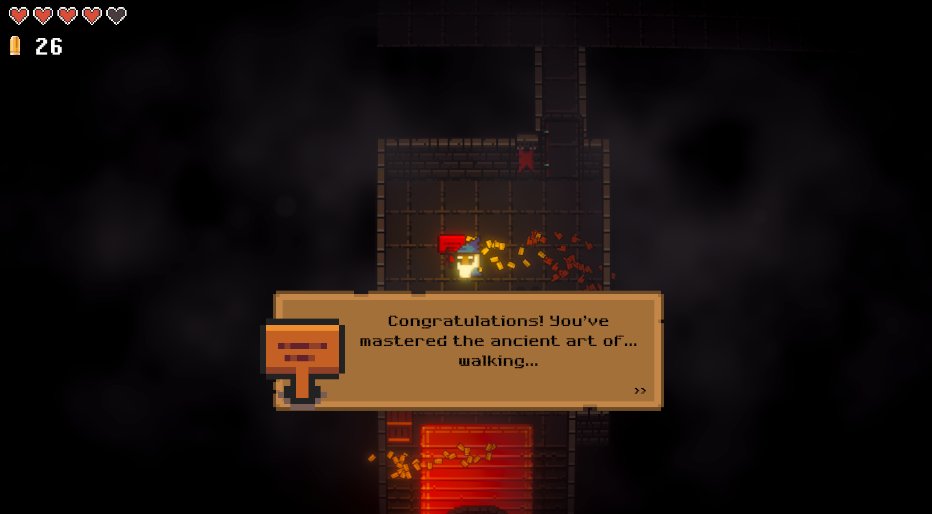 26
Congratulations! You've
mastered the ancient art of...
walking...
>>